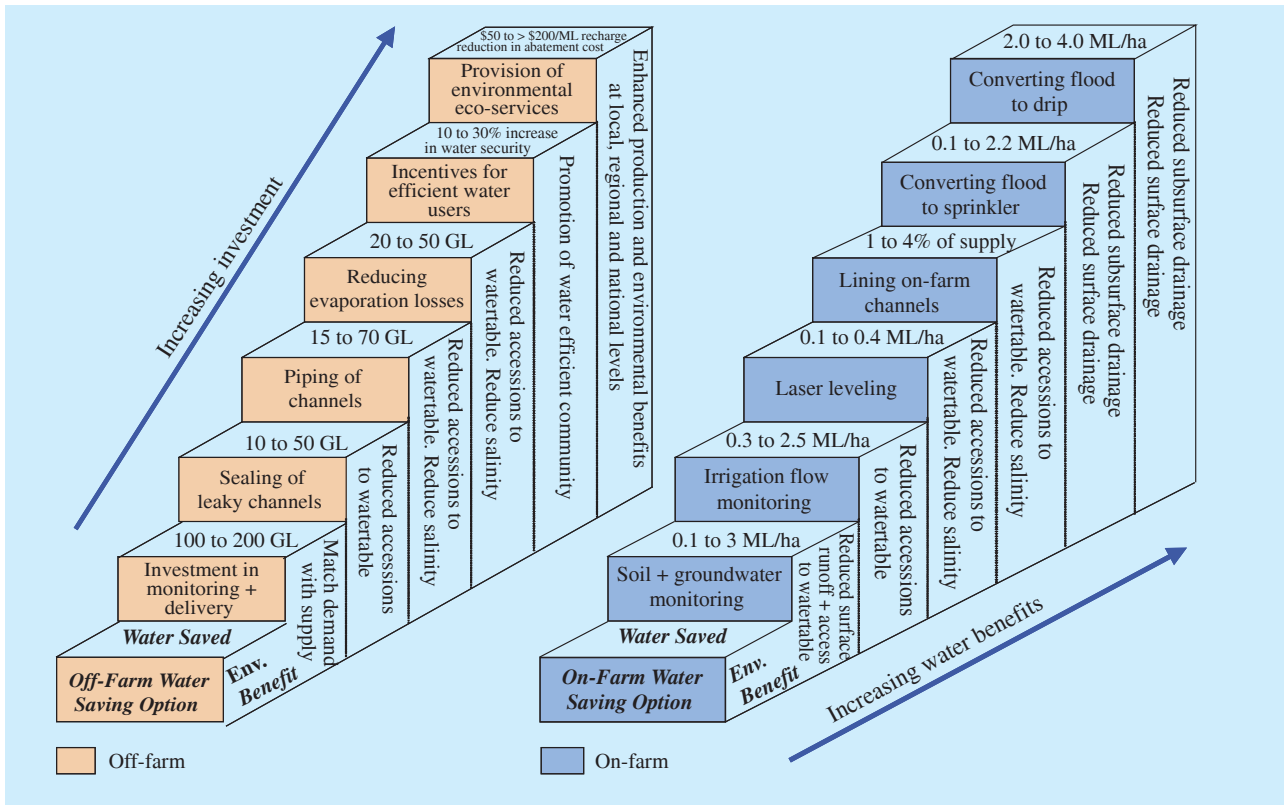 Increasing investment
$50 to > $200/ML recharge
reduction in abatement cost
Provision of
environmental
eco-services
Enhanced production and environmental benefits
at local, regional and national levels
10 to 30% increase
in water security
Incentives for
efficient water
users
Promotion of water efficient community
20 to 50 GL
Reducing
evaporation losses
Reduced accessions to
watertable. Reduce salinity
15 to 70 GL
Piping of
channels
Reduced accessions to
watertable. Reduce salinity
10 to 50 GL
Sealing of
leaky channels
Reduced accessions
to watertable
100 to 200 GL
Investment in
monitoring +
delivery
Match demand
with supply
Water Saved
Off-Farm Water
Saving Option
Env.
Benefit
Off-farm
2.0 to 4.0 ML/ha
Converting flood
to drip
Reduced subsurface drainage
Reduced surface drainage
0.1 to 2.2 ML/ha
Converting flood
to sprinkler
Reduced subsurface drainage
Reduced surface drainage
1 to 4% of supply
Lining on-farm
channels
Reduced accessions to
watertable. Reduce salinity
0.1 to 0.4 ML/ha
Laser leveling
Reduced accessions to
watertable. Reduce salinity
0.3 to 2.5 ML/ha
Irrigation flow
monitoring
Reduced accessions
to watertable
0.1 to 3 ML/ha
Soil + groundwater
monitoring
Reduced surface
runoff + access
to watertable
Water Saved
On-Farm Water
Saving Option
Env.
Benefit
Increasing water benefits
On-farm